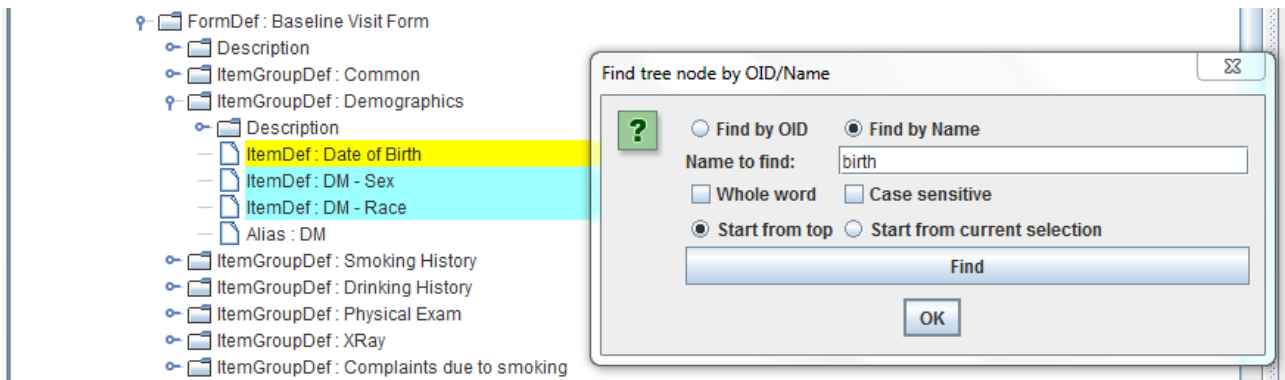 FormDef : Baseline Visit Form
Description
ItemGroupDef : Common
ItemGroupDef : Demographics
Description
ItemDef : Date of Birth
ItemDef : DM - Sex
ItemDef : DM - Race
Alias : DM
ItemGroupDef : Smoking History
ItemGroupDef : Drinking History
ItemGroupDef : Physical Exam
ItemGroupDef : XRay
ItemGroupDef : Complaints due to smoking
Find tree node by OID/Name
?
Find by OID Find by Name
Name to find: birth
Whole word Case sensitive
Start from top Start from current selection
Find
OK